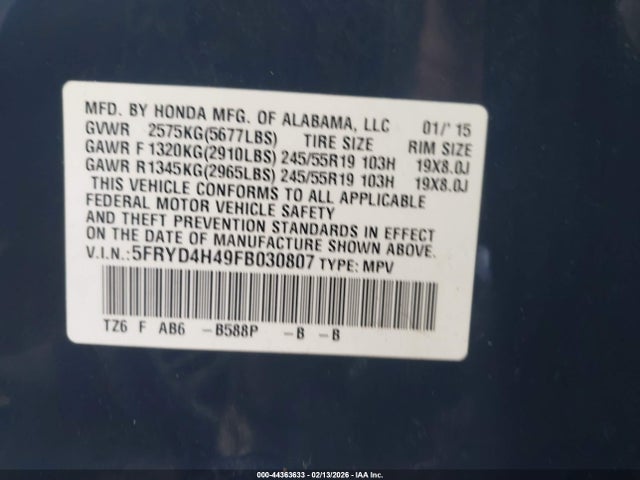 MFD. BY HONDA MFG. OF ALABAMA, LLC 01/'15
GVWR 2575KG(5677LBS) TIRE SIZE RIM SIZE
GAWR F 1320KG(2910LBS) 245/55R19 103H 19X8.0J
GAWR R1345KG(2965LBS) 245/55R19 103H 19X8.0J
THIS VEHICLE CONFORMS TO ALL APPLICABLE
FEDERAL MOTOR VEHICLE SAFETY
AND THEFT PREVENTION STANDARDS IN EFFECT
ON THE DATE OF MANUFACTURE SHOWN ABOVE.
V.I.N.:5FRYD4H49FB030807 TYPE: MPV
TZ6 F AB6 -B588P -B -B
000-44363633 - 02/13/2026 - IAA Inc.